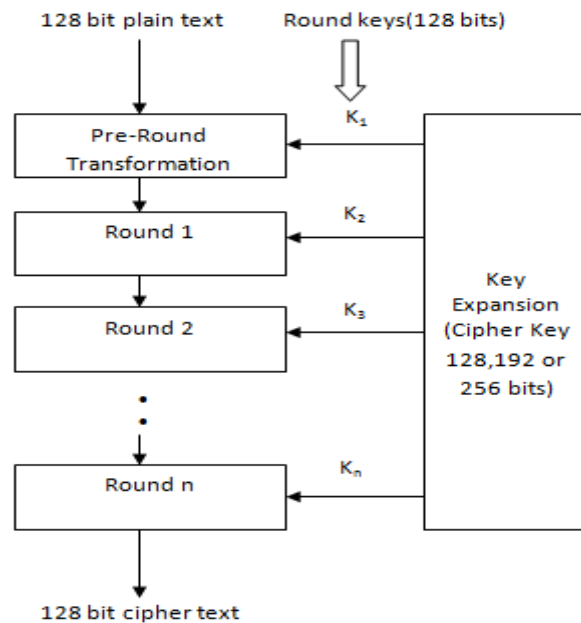 128 bit plain text
Round keys(128 bits)
Pre-Round
Transformation
K₁
Round 1
K₂
Round 2
K₃
Key
Expansion
(Cipher Key
128,192 or
256 bits)
Round n
Kₙ
128 bit cipher text